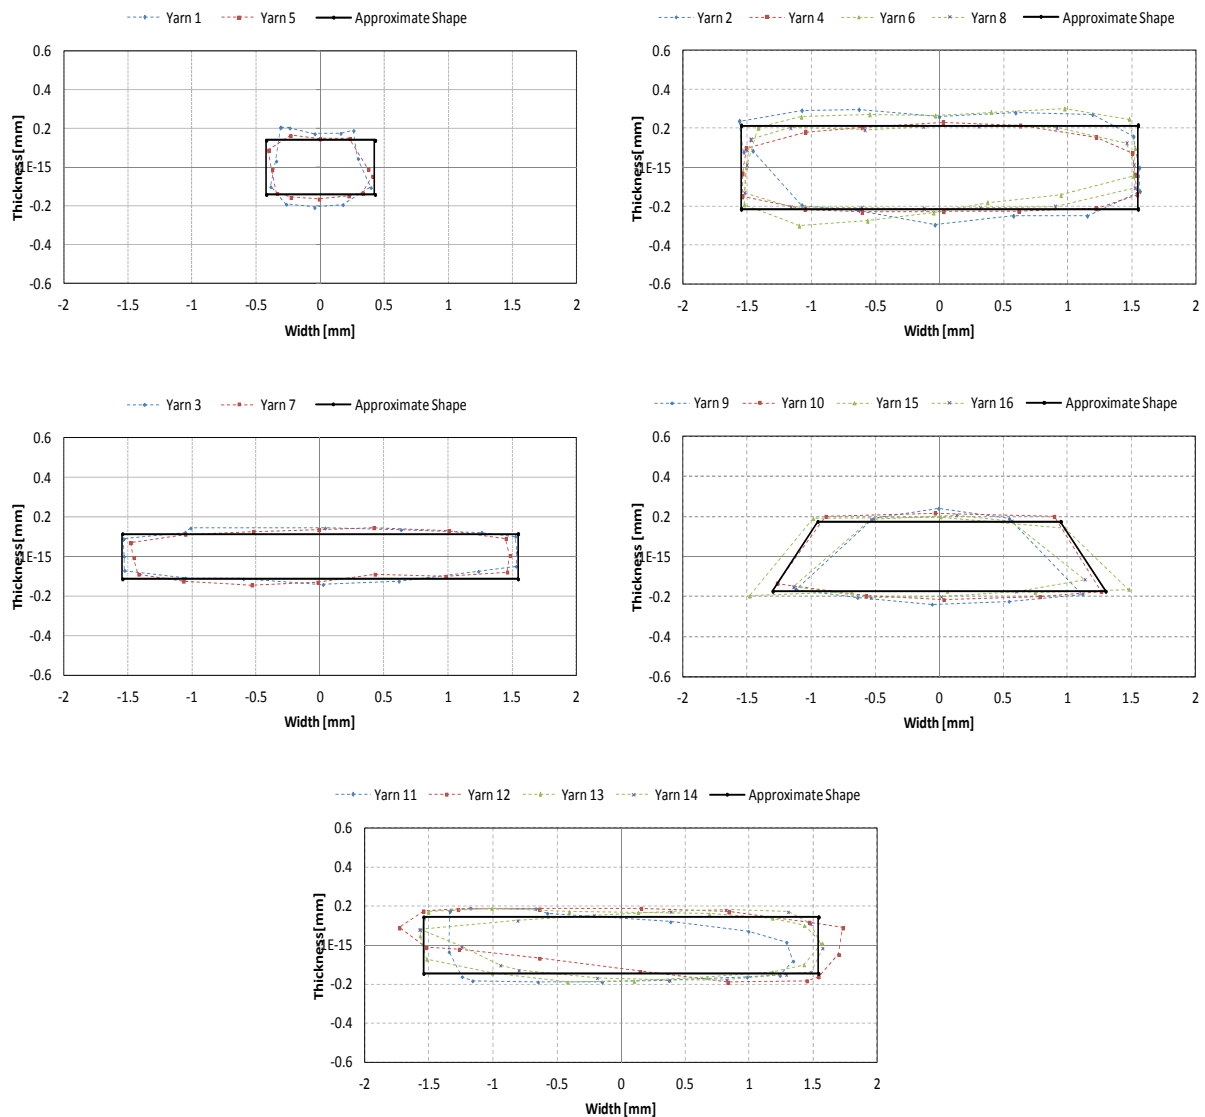 Yarn 1 Yarn 5 Approximate Shape
Yarn 2 Yarn 4 Yarn 6 Yarn 8 Approximate Shape
0.6
0.4
0.2
1E-15
-0.2
-0.4
-0.6
Thickness[mm]
-2 -1.5 -1 -0.5 0 0.5 1 1.5 2
Width [mm]
0.6
0.4
0.2
1E-15
-0.2
-0.4
-0.6
Thickness[mm]
-2 -1.5 -1 -0.5 0 0.5 1 1.5 2
Width [mm]
Yarn 3 Yarn 7 Approximate Shape
Yarn 9 Yarn 10 Yarn 15 Yarn 16 Approximate Shape
0.6
0.4
0.2
1E-15
-0.2
-0.4
-0.6
Thickness[mm]
-2 -1.5 -1 -0.5 0 0.5 1 1.5 2
Width [mm]
0.6
0.4
0.2
1E-15
-0.2
-0.4
-0.6
Thickness [mm]
-2 -1.5 -1 -0.5 0 0.5 1 1.5 2
Width [mm]
Yarn 11 Yarn 12 Yarn 13 Yarn 14 Approximate Shape
0.6
0.4
0.2
1E-15
-0.2
-0.4
-0.6
Thickness[mm]
-2 -1.5 -1 -0.5 0 0.5 1 1.5 2
Width [mm]